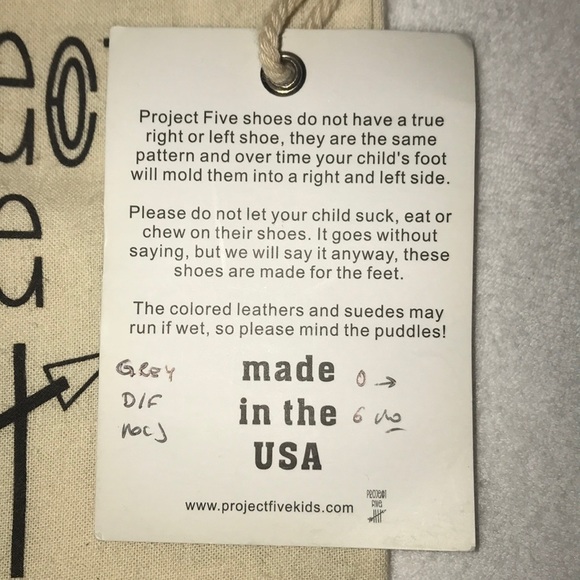 Project Five shoes do not have a true
right or left shoe, they are the same
pattern and over time your child's foot
will mold them into a right and left side.
Please do not let your child suck, eat or
chew on their shoes. It goes without
saying, but we will say it anyway, these
shoes are made for the feet.
The colored leathers and suedes may
run if wet, so please mind the puddles!
GREY
D/F
MOCJ
made
in the
USA
0 →
6 mo
www.projectfivekids.com
PROJECT
FIVE